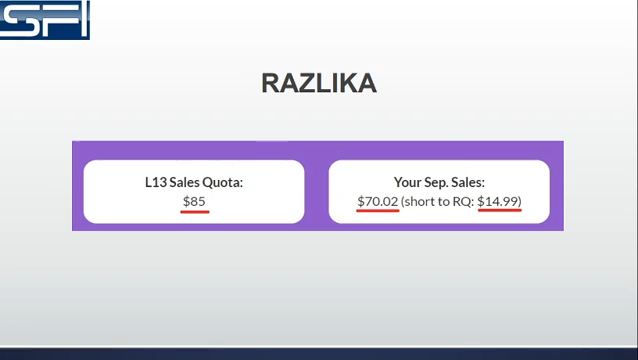 SFI
RAZLIKA
L13 Sales Quota:
$85
Your Sep. Sales:
$70.02 (short to RQ: $14.99)